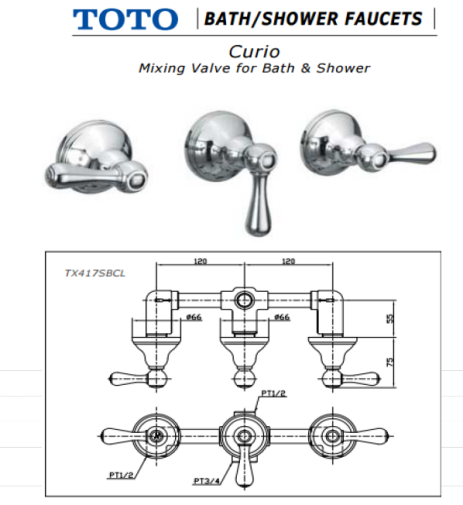 TOTO BATH/SHOWER FAUCETS
Curio
Mixing Valve for Bath & Shower
TX417SBCL
120 120
ø66 ø66
55
75
PT1/2
PT1/2
PT3/4